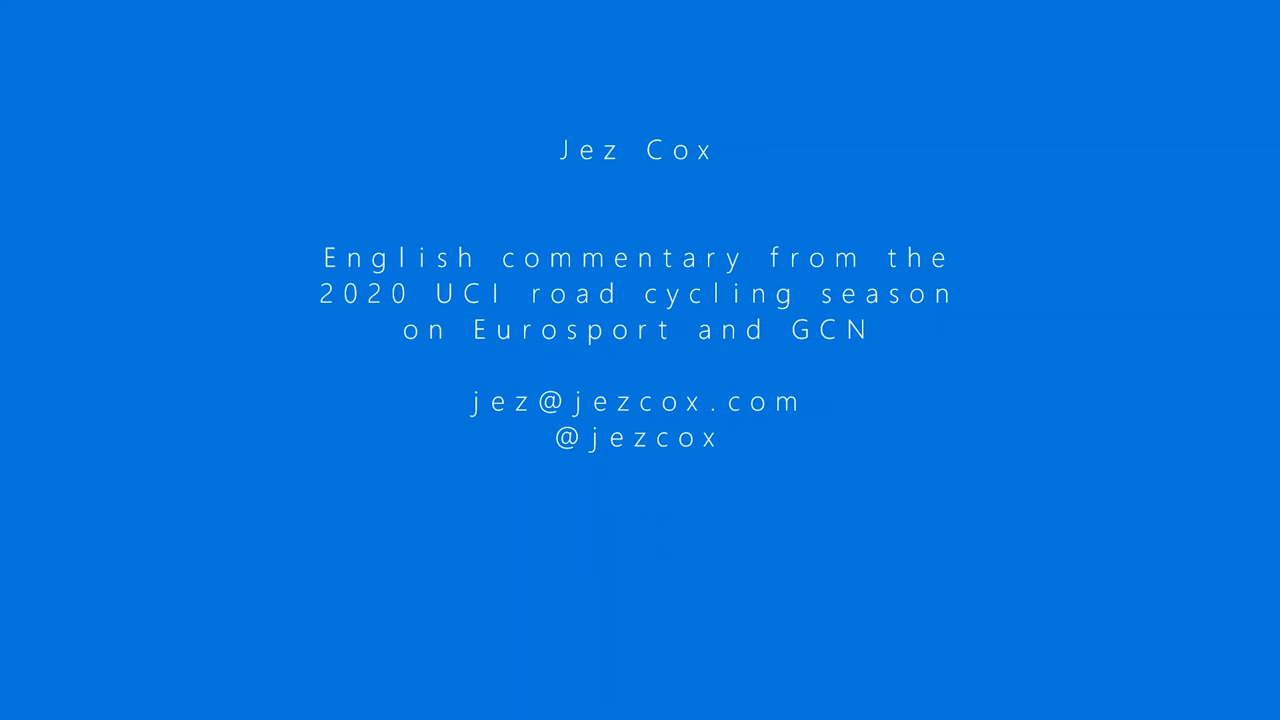 Jez Cox
English commentary from the
2020 UCI road cycling season
on Eurosport and GCN
jez@jezcox.com
@jezcox